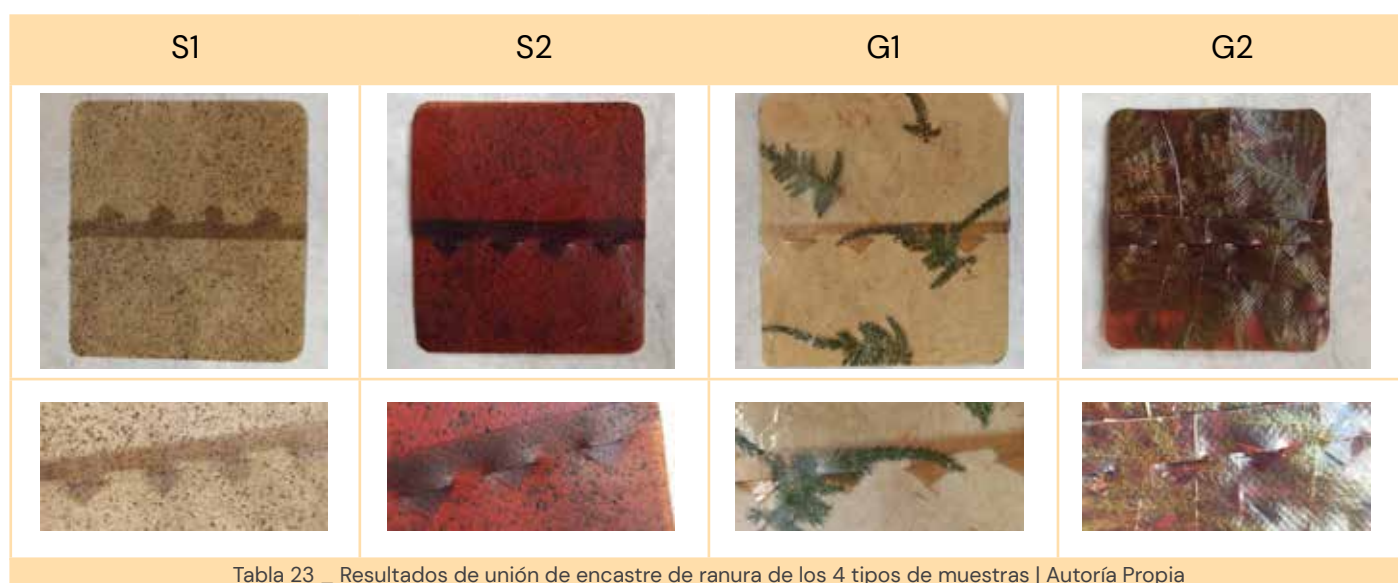 S1 S2 G1 G2
Tabla 23 _ Resultados de unión de encastre de ranura de los 4 tipos de muestras | Autoría Propia